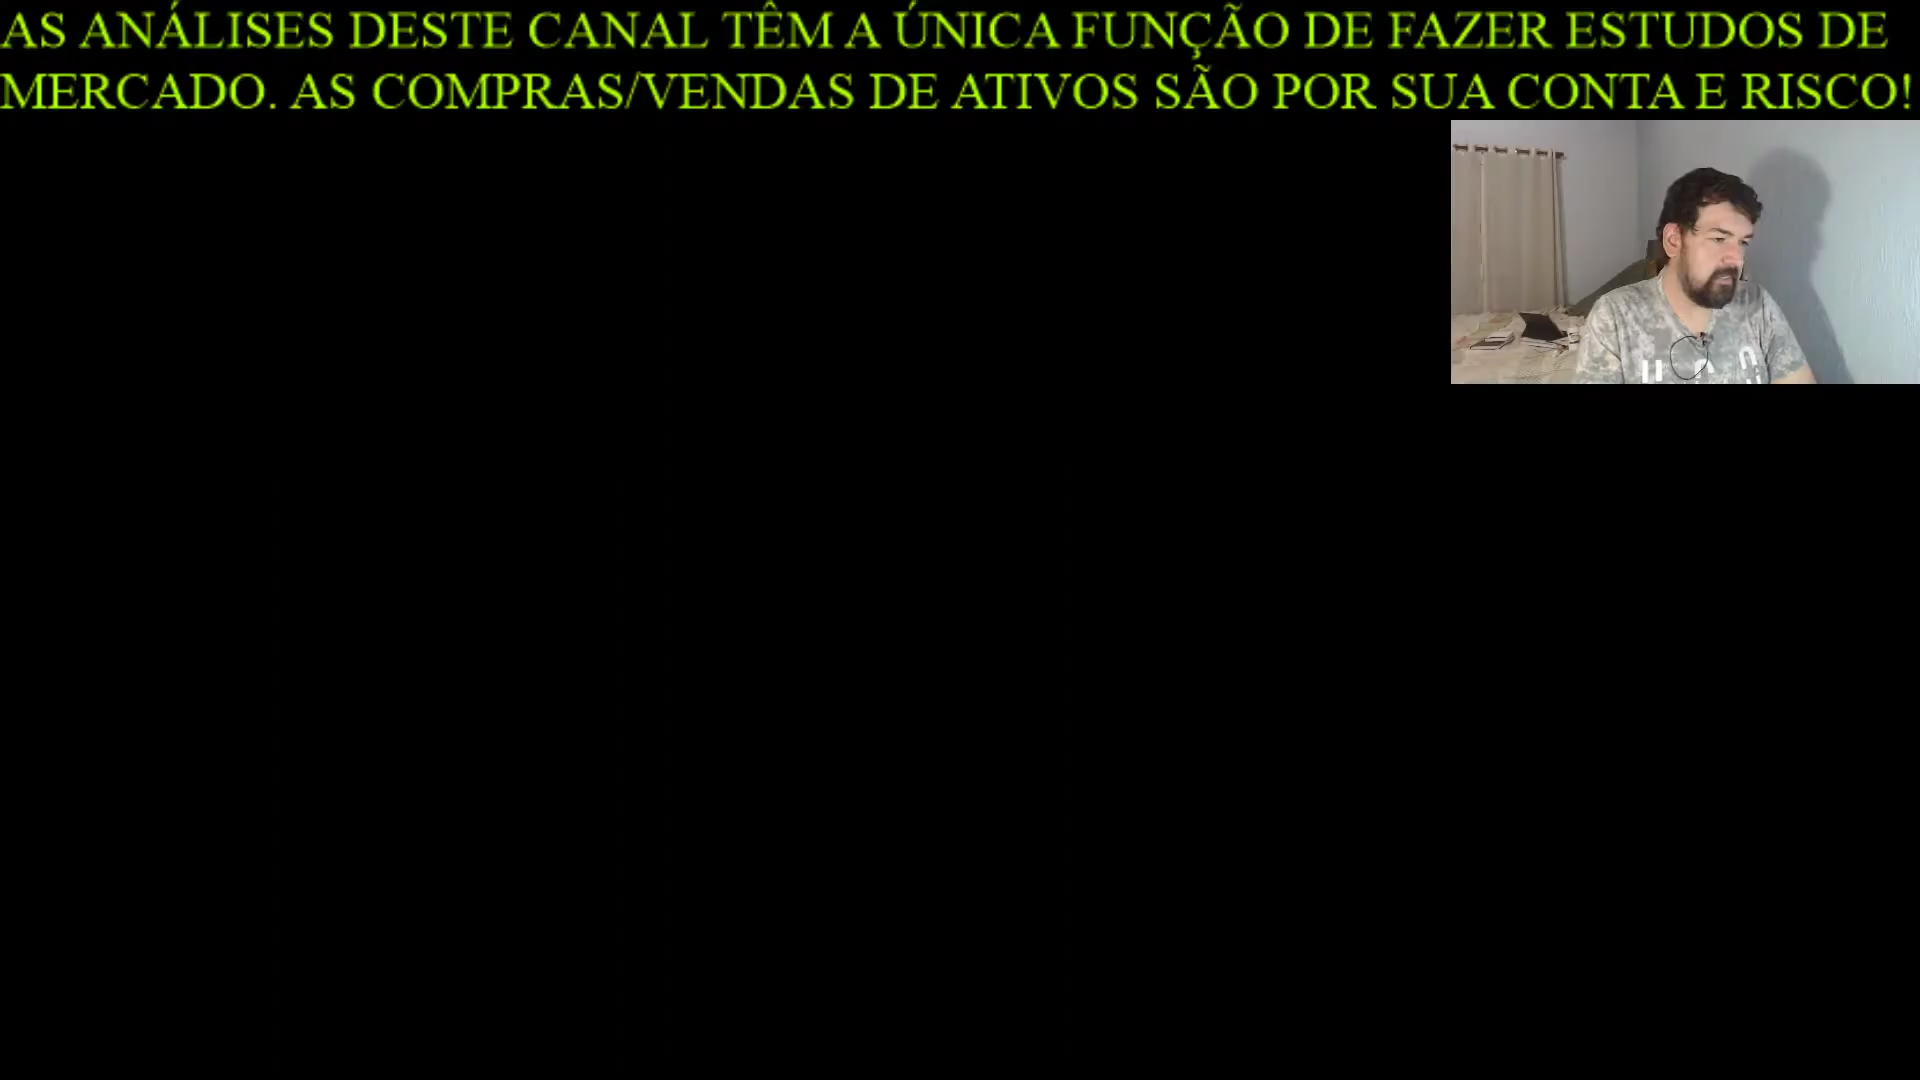 AS ANÁLISES DESTE CANAL TÊM A ÚNICA FUNÇÃO DE FAZER ESTUDOS DE
MERCADO. AS COMPRAS/VENDAS DE ATIVOS SÃO POR SUA CONTA E RISCO!